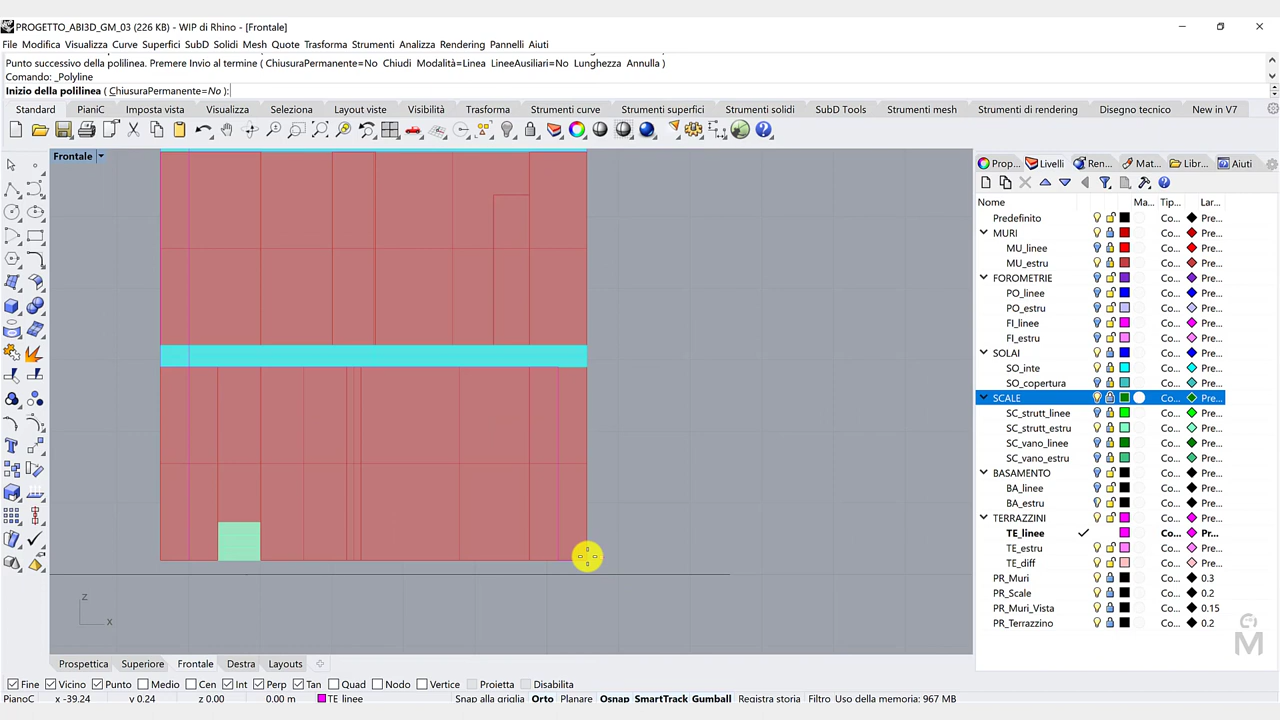 PROGETTO_ABI3D_GM_03 (226 KB) - WIP di Rhino - [Frontale]
File Modifica Visualizza Curve Superfici SubD Solidi Mesh Quote Trasforma Strumenti Analizza Rendering Pannelli Aiuti
Punto successivo della polilinea. Premere Invio al termine ( ChiusuraPermanente=No Chiudi Modalità=Linea LineeAusiliari=No Lunghezza Annulla )
Comando: _Polyline
Inizio della polilinea ( ChiusuraPermanente=No ):
Standard PianiC Imposta vista Visualizza Selezione Layout viste Visibilità Trasforma Strumenti curve Strumenti superfici Strumenti solidi SubD Tools Strumenti mesh Strumenti di rendering Disegno tecnico New in V7
Frontale
Prop... Livelli Ren... Mat... Libr... Aiuti
Nome Ma... Tip... Lar...
Predefinito Co... Pre...
MURI Co... Pre...
MU_linee Co... Pre...
MU_estru Co... Pre...
FOROMETRIE Co... Pre...
PO_linee Co... Pre...
PO_estru Co... Pre...
FI_linee Co... Pre...
FI_estru Co... Pre...
SOLAI Co... Pre...
SO_inte Co... Pre...
SO_copertura Co... Pre...
SCALE Co... Pre...
SC_strutt_linee Co... Pre...
SC_strutt_estru Co... Pre...
SC_vano_linee Co... Pre...
SC_vano_estru Co... Pre...
BASAMENTO Co... Pre...
BA_linee Co... Pre...
BA_estru Co... Pre...
TERRAZZINI Co... Pre...
TE_linee Co... Pr...
TE_estru Co... Pre...
TE_diff Co... Pre...
PR_Muri Co... 0.3
PR_Scale Co... 0.2
PR_Muri_Vista Co... 0.15
PR_Terrazzino Co... 0.2
z
x
M
Prospettica Superiore Frontale Destra Layouts
Fine Vicino Punto Medio Cen Int Perp Tan Quad Nodo Vertice Proietta Disabilita
PianoC x -39.24 y 0.24 z 0.00 0.00 m TE_linee Snap alla griglia Orto Planare Osnap SmartTrack Gumball Registra storia Filtro Uso della memoria: 967 MB